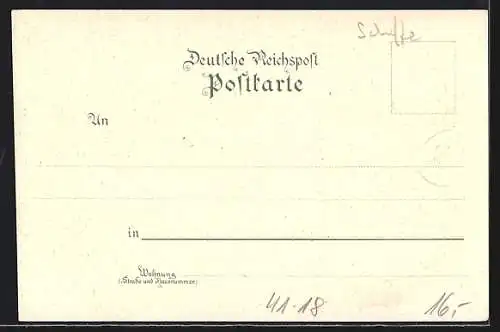 Schiffe
Deutsche Reichspost
Postkarte
An
in
Wohnung
(Straße und Hausnummer)
41-18 16,-